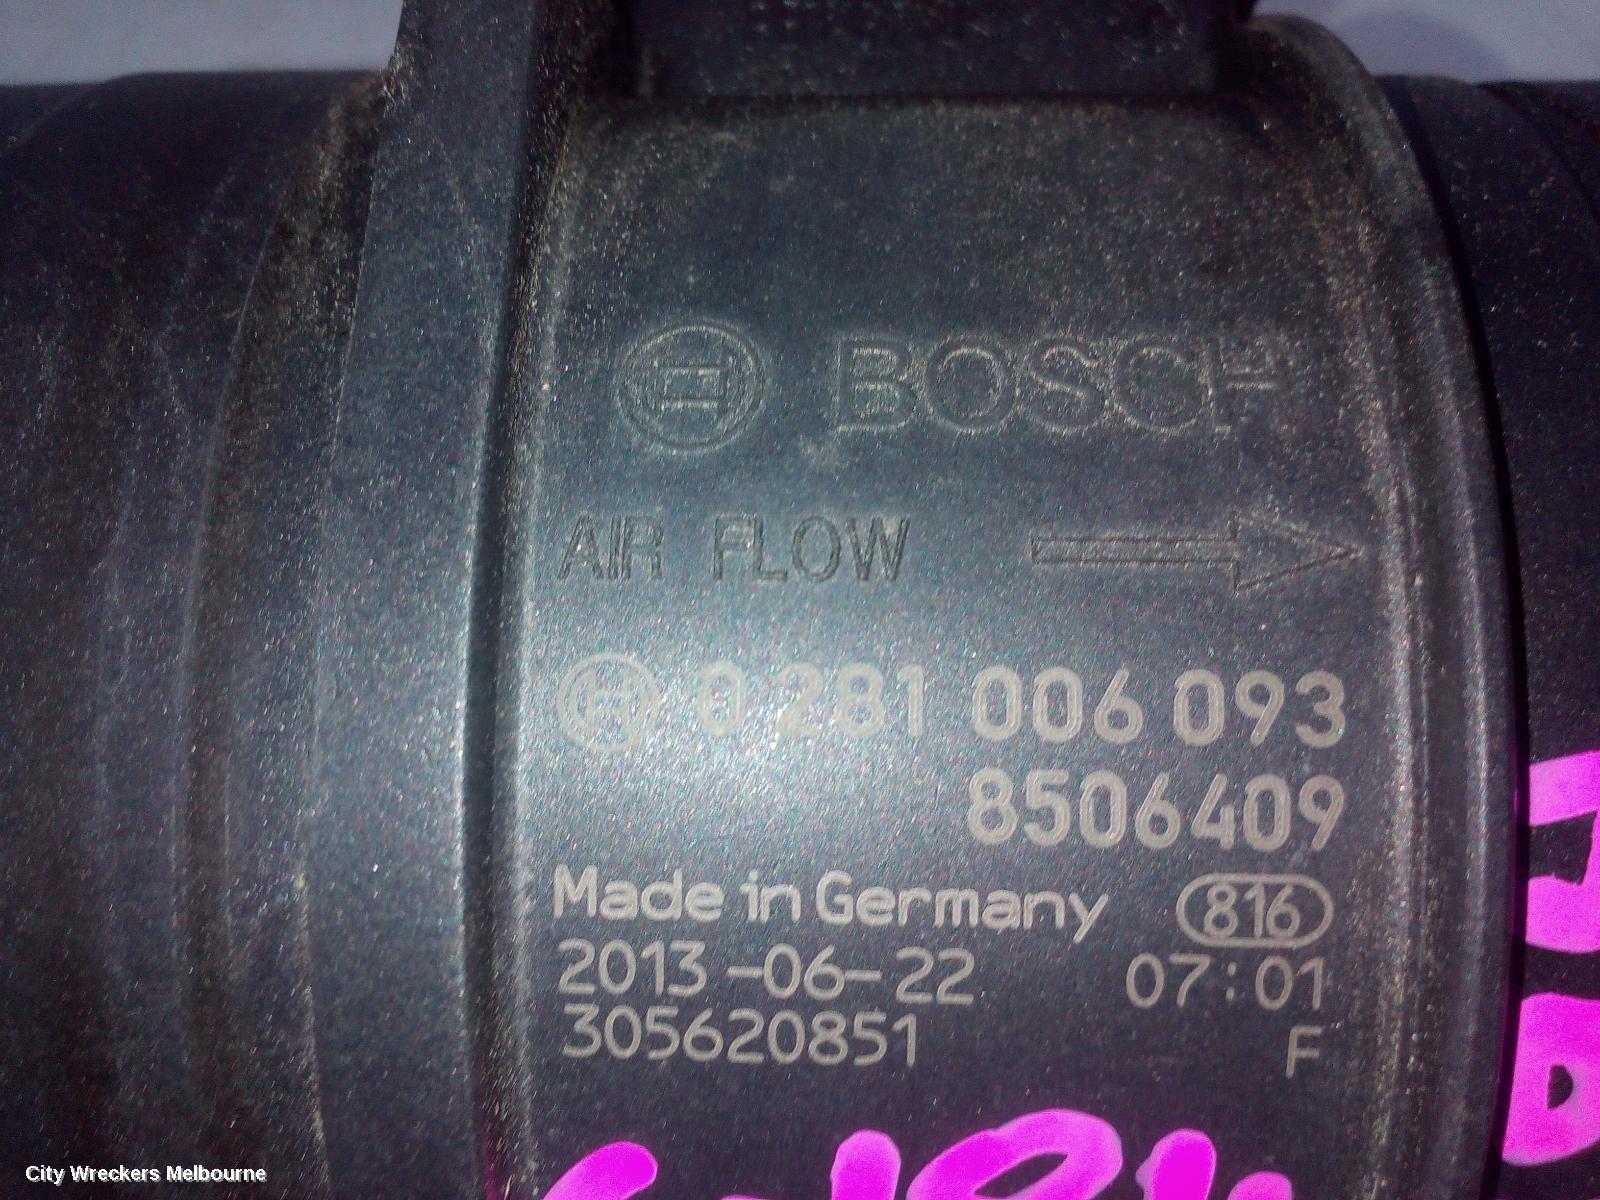 BOSCH
AIR FLOW
0 281 006 093
8506409
Made in Germany 816
2013-06-22 07:01
305620851 F
City Wreckers Melbourne